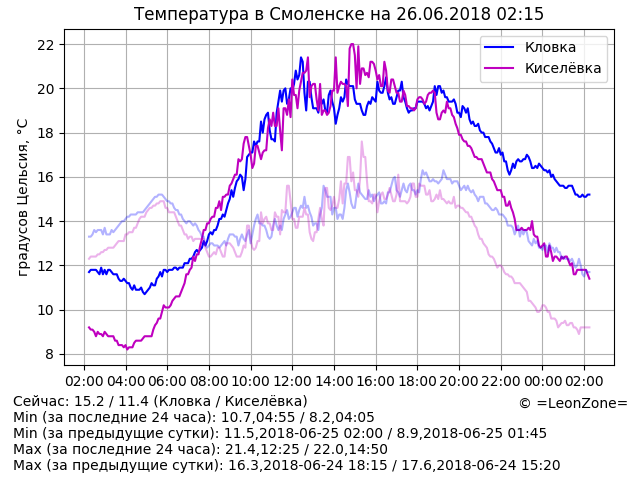 Температура в Смоленске на 26.06.2018 02:15
Кловка
Киселёвка
градусов Цельсия, °C
22
20
18
16
14
12
10
8
02:00 04:00 06:00 08:00 10:00 12:00 14:00 16:00 18:00 20:00 22:00 00:00 02:00
Сейчас: 15.2 / 11.4 (Кловка / Киселёвка)
© =LeonZone=
Min (за последние 24 часа): 10.7,04:55 / 8.2,04:05
Min (за предыдущие сутки): 11.5,2018-06-25 02:00 / 8.9,2018-06-25 01:45
Max (за последние 24 часа): 21.4,12:25 / 22.0,14:50
Max (за предыдущие сутки): 16.3,2018-06-24 18:15 / 17.6,2018-06-24 15:20